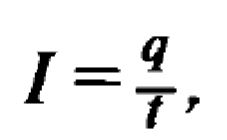 I = q/t,